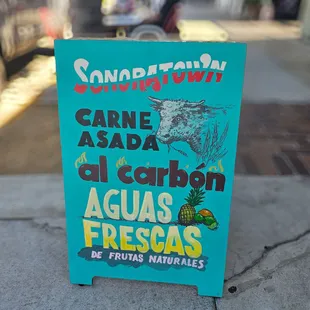 SONORATOWN
CARNE
ASADA
al carbón
AGUAS
FRESCAS
DE FRUTAS NATURALES